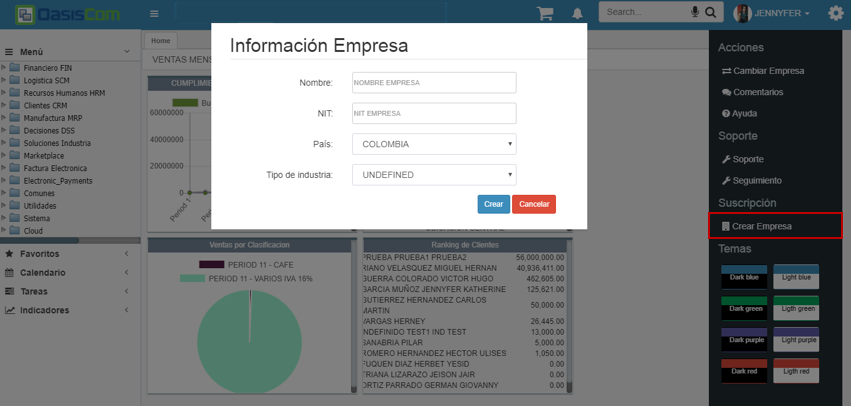 OasisCom
Search...
JENNYFER
Menú
Financiero FIN
Logistica SCM
Recursos Humanos HRM
Clientes CRM
Manufactura MRP
Decisiones DSS
Soluciones Industria
Marketplace
Factura Electronica
Electronic_Payments
Comunes
Utilidades
Sistema
Cloud
Favoritos
Calendario
Tareas
Indicadores
Home
VENTAS MENS
CUMPLIMIE
Bu
60000000
40000000
20000000
0
Period 1
Información Empresa
Nombre:
NOMBRE EMPRESA
NIT:
NIT EMPRESA
País:
COLOMBIA
Tipo de industria:
UNDEFINED
Crear
Cancelar
Ventas por Clasificacion
PERIOD 11 - CAFE
PERIOD 11 - VARIOS IVA 16%
Ranking de Clientes
PRUEBA PRUEBA1 PRUEBA2 56,000,000.00
RIANO VELASQUEZ MIGUEL HERNAN 40,936,411.00
GUERRA COLORADO VICTOR HUGO 462,605.00
GARCIA MUÑOZ JENNYFER KATHERINE 125,621.00
GUTIERREZ HERNANDEZ CARLOS
MARTIN 50,000.00
VARGAS HERNEY 26,445.00
INDEFINIDO TEST1 IND TEST 13,000.00
SANABRIA PILAR 5,000.00
ROMERO HERNANDEZ HECTOR ULISES 1,050.00
FUQUEN DIAZ HERBET YESID 0.00
TRIANA LIZARAZO JEISON JAIR 0.00
ORTIZ PARRADO GERMAN GIOVANNY 0.00
Acciones
Cambiar Empresa
Comentarios
Ayuda
Soporte
Soporte
Seguimiento
Suscripción
Crear Empresa
Temas
Dark blue
Light blue
Dark green
Ligth green
Dark purple
Light purple
Dark red
Ligth red